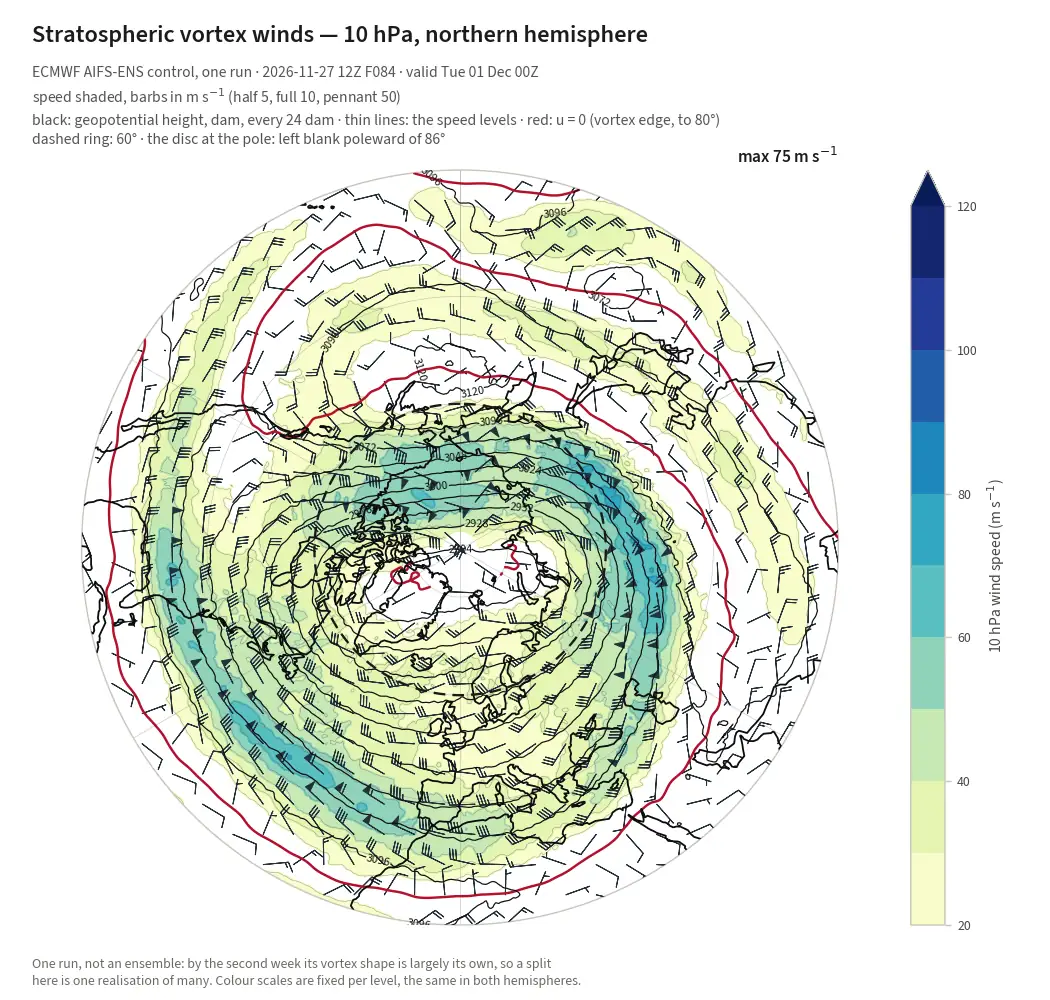 Stratospheric vortex winds — 10 hPa, northern hemisphere
ECMWF AIFS-ENS control, one run · 2026-11-27 12Z F084 · valid Tue 01 Dec 00Z
speed shaded, barbs in m s⁻¹ (half 5, full 10, pennant 50)
black: geopotential height, dam, every 24 dam · thin lines: the speed levels · red: u = 0 (vortex edge, to 80°)
dashed ring: 60° · the disc at the pole: left blank poleward of 86°
max 75 m s⁻¹
3096
3096
3072
3096
3120
3120
3096
3072
3048
3024
3000
2952
2928
2904
3096
3096
120
100
80
60
40
20
10 hPa wind speed (m s⁻¹)
One run, not an ensemble: by the second week its vortex shape is largely its own, so a split
here is one realisation of many. Colour scales are fixed per level, the same in both hemispheres.